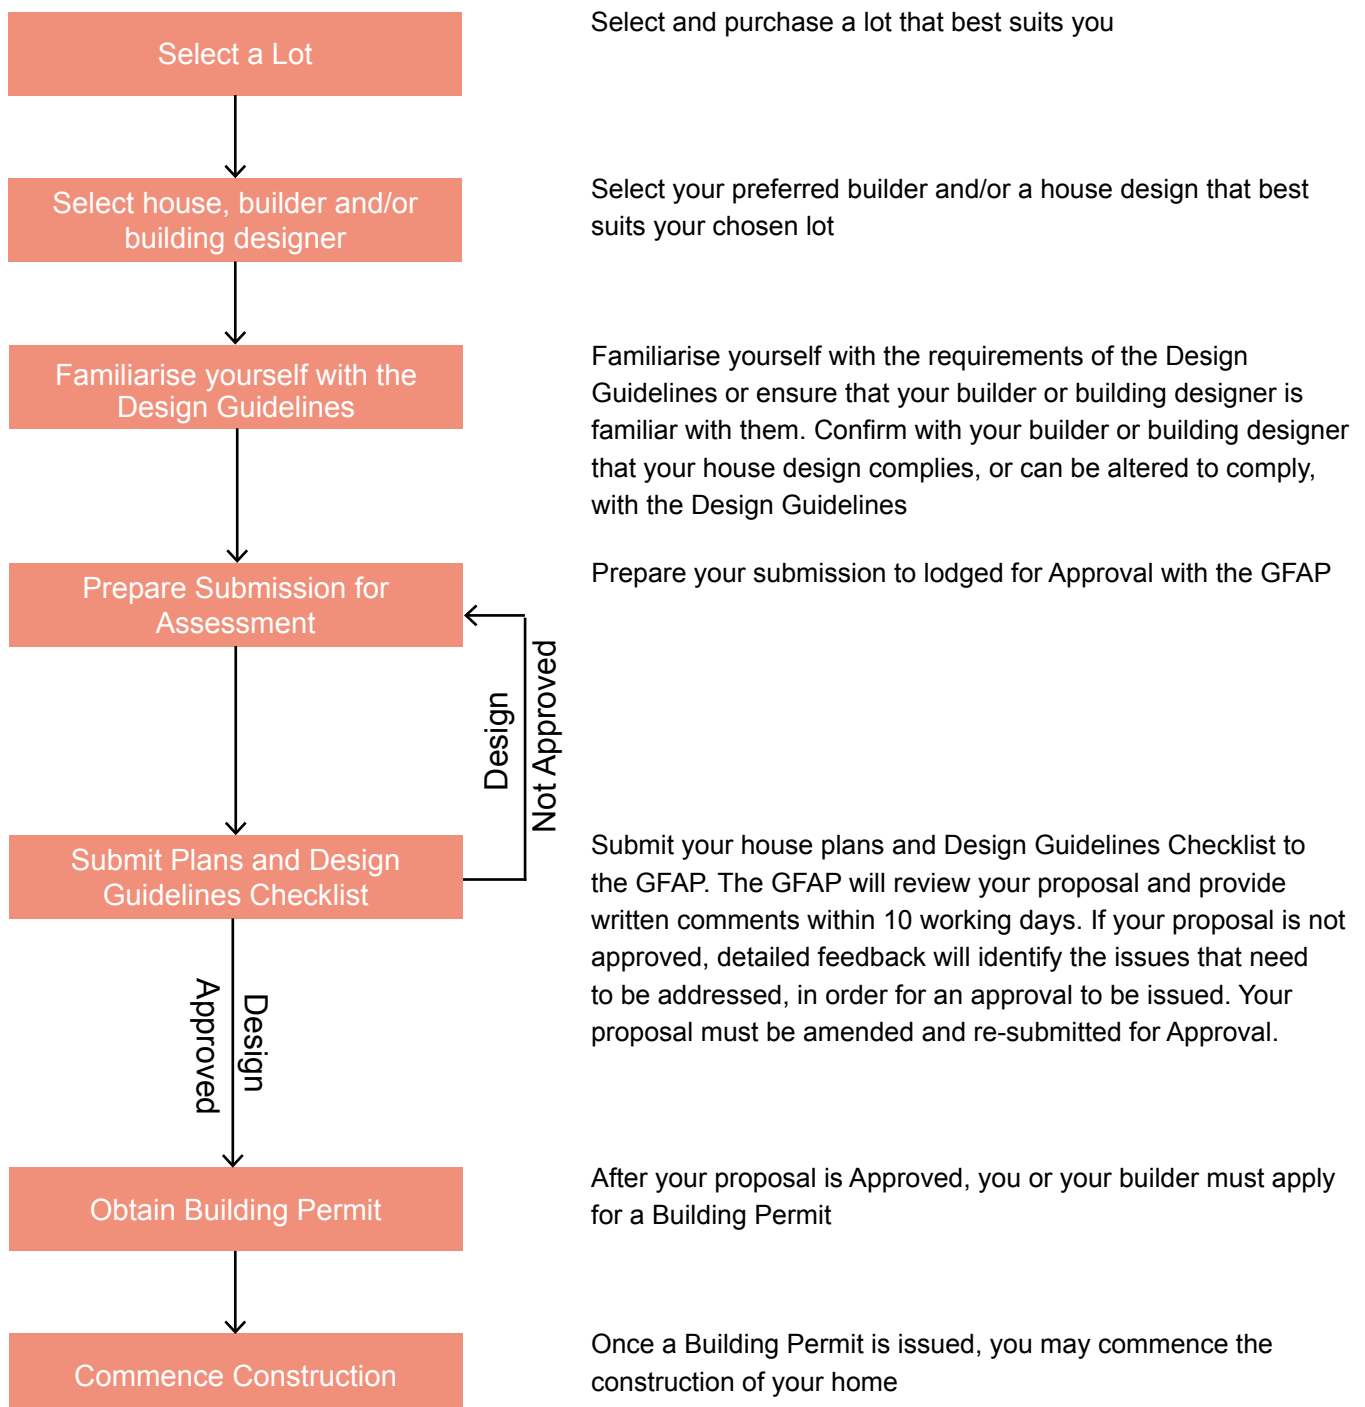 Select a Lot
Select and purchase a lot that best suits you
Select house, builder and/or
building designer
Select your preferred builder and/or a house design that best
suits your chosen lot
Familiarise yourself with the
Design Guidelines
Familiarise yourself with the requirements of the Design
Guidelines or ensure that your builder or building designer is
familiar with them. Confirm with your builder or building designer
that your house design complies, or can be altered to comply,
with the Design Guidelines
Prepare Submission for
Assessment
Prepare your submission to lodged for Approval with the GFAP
Design
Not Approved
Submit Plans and Design
Guidelines Checklist
Submit your house plans and Design Guidelines Checklist to
the GFAP. The GFAP will review your proposal and provide
written comments within 10 working days. If your proposal is not
approved, detailed feedback will identify the issues that need
to be addressed, in order for an approval to be issued. Your
proposal must be amended and re-submitted for Approval.
Design
Approved
Obtain Building Permit
After your proposal is Approved, you or your builder must apply
for a Building Permit
Commence Construction
Once a Building Permit is issued, you may commence the
construction of your home